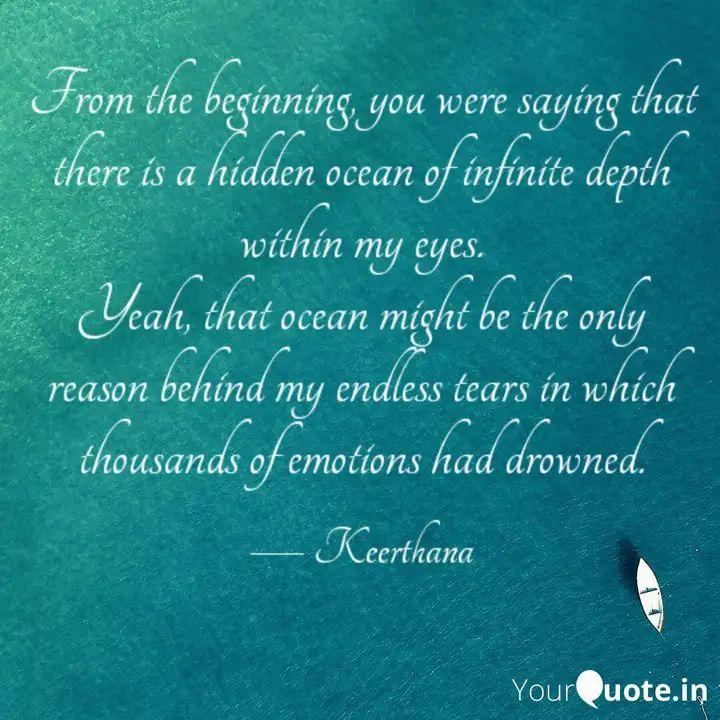 From the beginning, you were saying that
there is a hidden ocean of infinite depth
within my eyes.
Yeah, that ocean might be the only
reason behind my endless tears in which
thousands of emotions had drowned.
— Keerthana
YourQuote.in